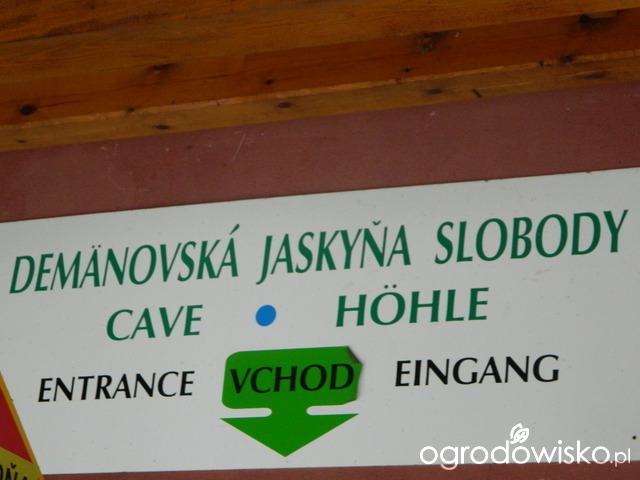 DEMÄNOVSKÁ JASKYŇA SLOBODY
CAVE • HÖHLE
ENTRANCE VCHOD EINGANG
ogrodowisko.pl